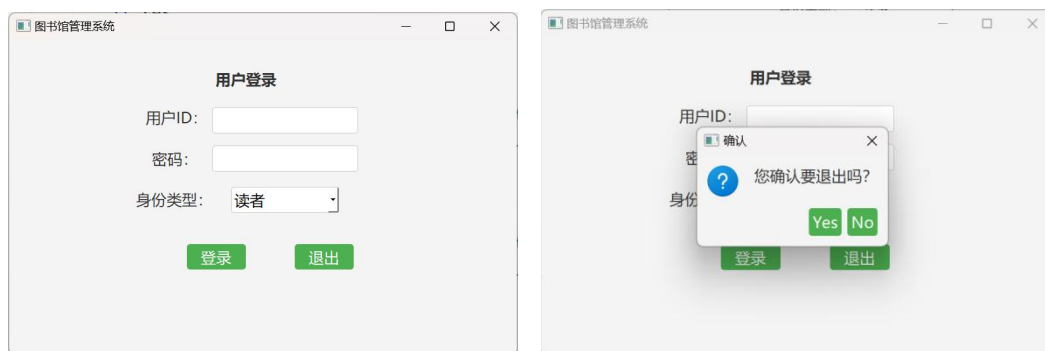 图书馆管理系统
用户登录
用户ID:
密码:
身份类型:
读者
登录
退出
图书馆管理系统
用户登录
用户ID:
确认
密
您确认要退出吗?
身份
Yes
No
登录
退出